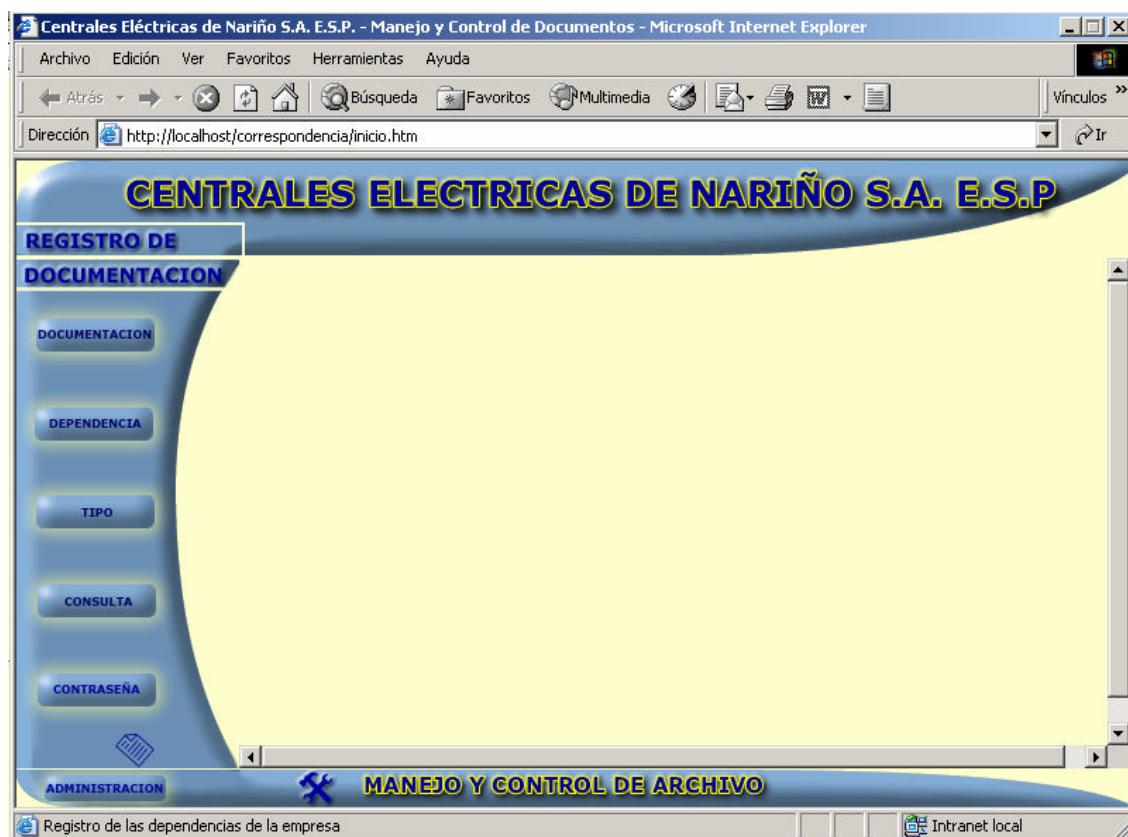 Centrales Eléctricas de Nariño S.A. E.S.P. - Manejo y Control de Documentos - Microsoft Internet Explorer
Archivo Edición Ver Favoritos Herramientas Ayuda
Atrás Búsqueda Favoritos Multimedia Vínculos »
Dirección http://localhost/correspondencia/inicio.htm Ir
CENTRALES ELECTRICAS DE NARIÑO S.A. E.S.P
REGISTRO DE
DOCUMENTACION
DOCUMENTACION
DEPENDENCIA
TIPO
CONSULTA
CONTRASEÑA
ADMINISTRACION
MANEJO Y CONTROL DE ARCHIVO
Registro de las dependencias de la empresa Intranet local